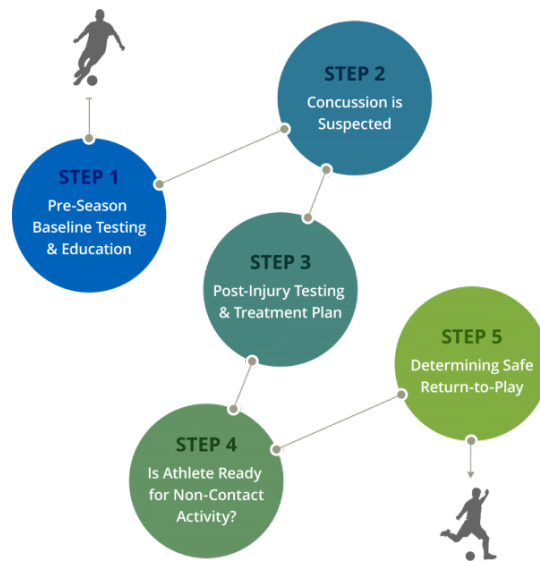 STEP 1
Pre-Season
Baseline Testing
& Education
STEP 2
Concussion is
Suspected
STEP 3
Post-Injury Testing
& Treatment Plan
STEP 4
Is Athlete Ready
for Non-Contact
Activity?
STEP 5
Determining Safe
Return-to-Play